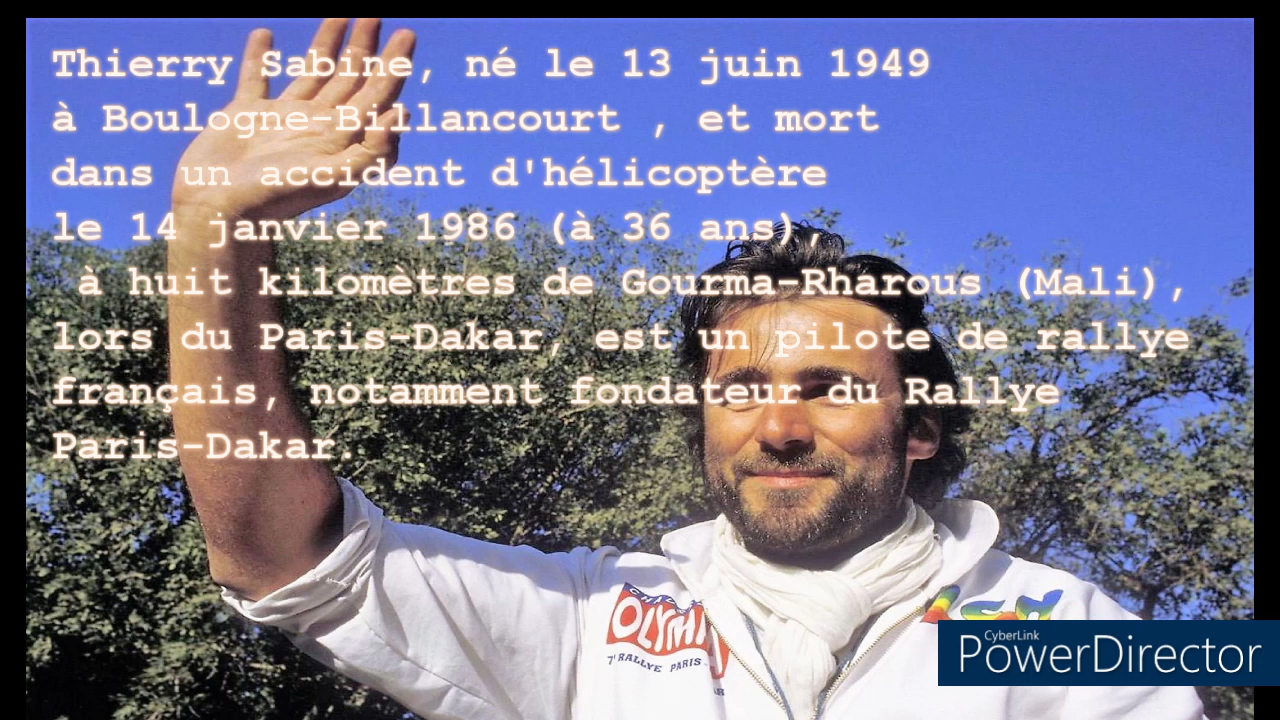 Thierry Sabine, né le 13 juin 1949
à Boulogne-Billancourt , et mort
dans un accident d'hélicoptère
le 14 janvier 1986 (à 36 ans),
à huit kilomètres de Gourma-Rharous (Mali),
lors du Paris-Dakar, est un pilote de rallye
français, notamment fondateur du Rallye
Paris-Dakar.
RALLYE PARIS
CyberLink
PowerDirector